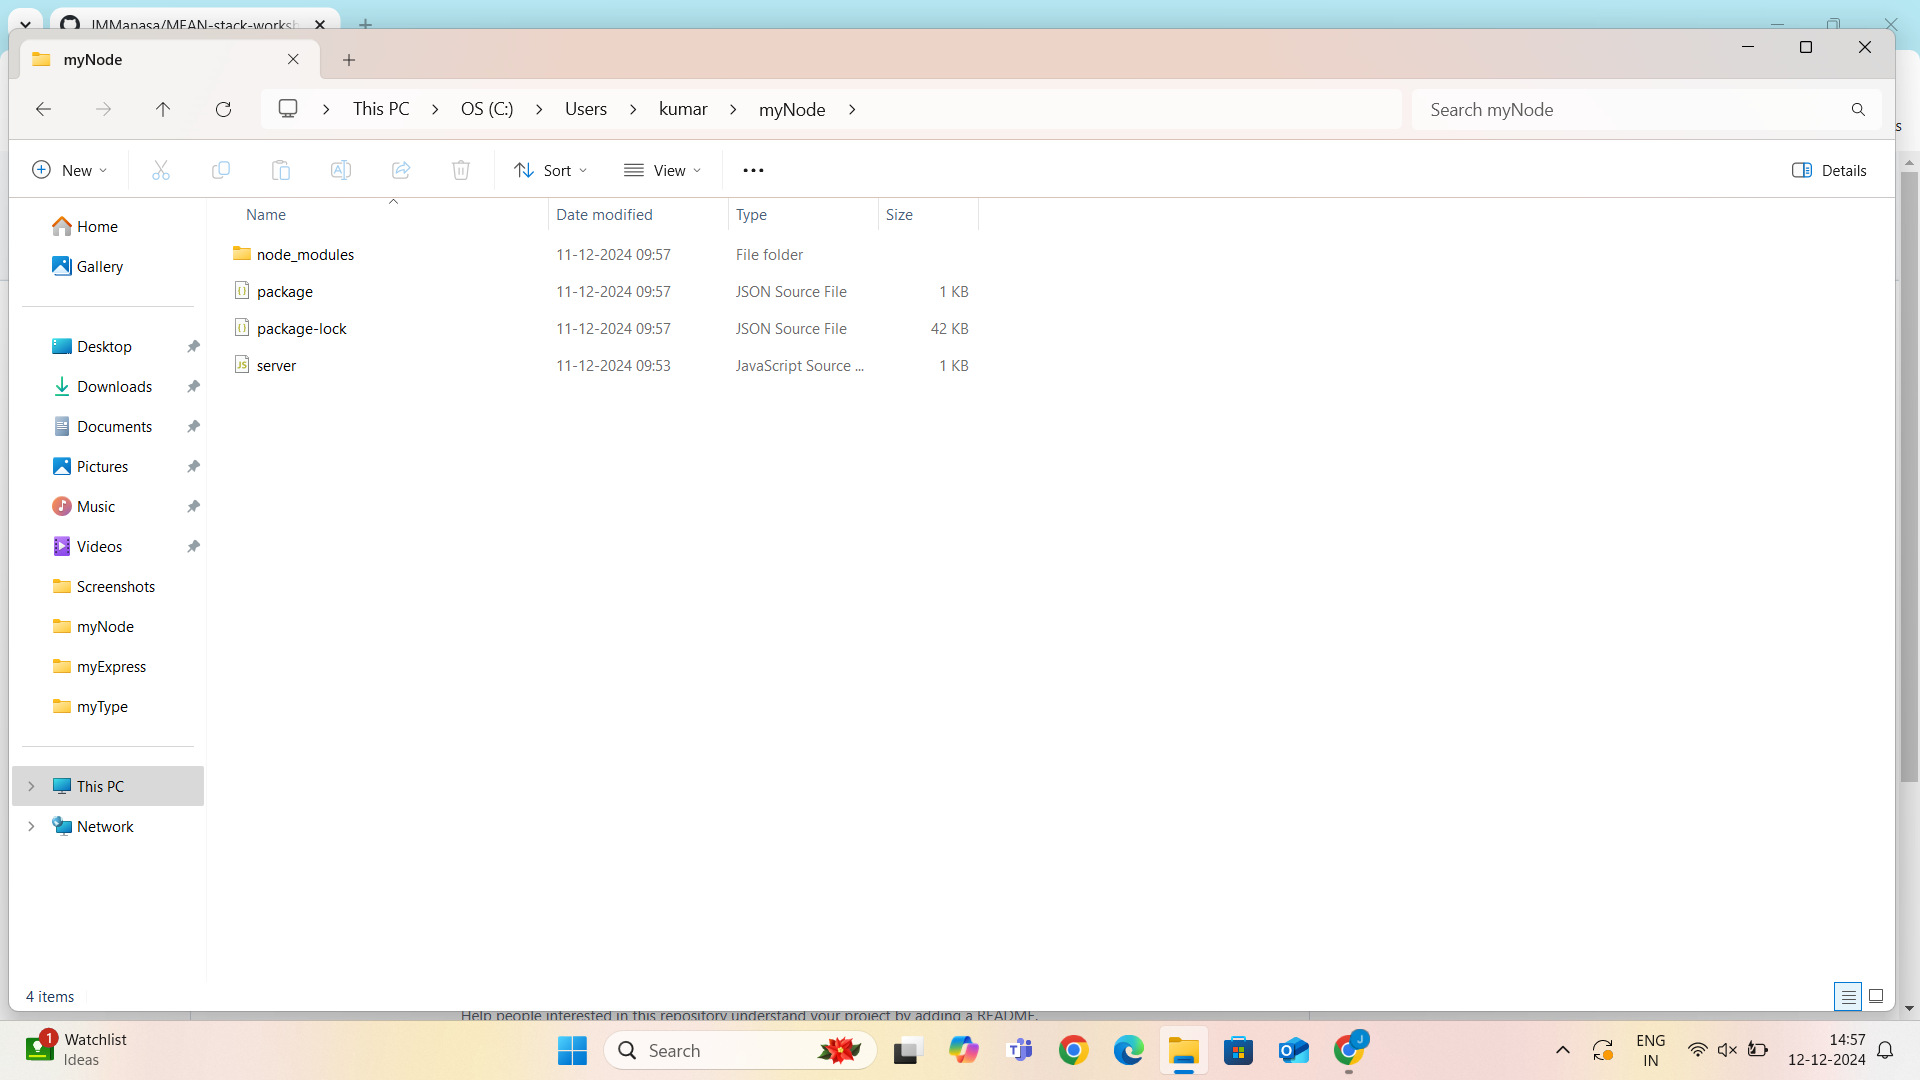 JMManasa/MEAN-stack-worksh
myNode
This PC
OS (C:)
Users
kumar
myNode
Search myNode
New
Sort
View
Details
Name
Date modified
Type
Size
node_modules 11-12-2024 09:57 File folder
package 11-12-2024 09:57 JSON Source File 1 KB
package-lock 11-12-2024 09:57 JSON Source File 42 KB
server 11-12-2024 09:53 JavaScript Source ... 1 KB
Home
Gallery
Desktop
Downloads
Documents
Pictures
Music
Videos
Screenshots
myNode
myExpress
myType
This PC
Network
4 items
Help people interested in this repository understand your project by adding a README.
1
Watchlist
Ideas
Search
J
ENG
IN
14:57
12-12-2024